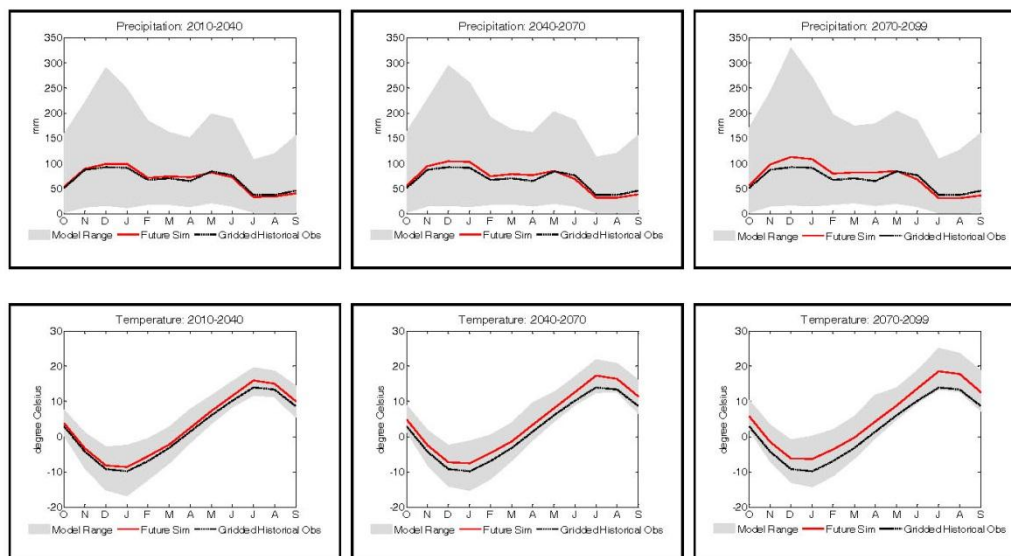 Precipitation: 2010-2040
350
300
250
200
150
100
50
0
mm
O N D J F M A M J J A S
Model Range Future Sim Gridded Historical Obs
Precipitation: 2040-2070
350
300
250
200
150
100
50
0
mm
O N D J F M A M J J A S
Model Range Future Sim Gridded Historical Obs
Precipitation: 2070-2099
350
300
250
200
150
100
50
0
mm
O N D J F M A M J J A S
Model Range Future Sim Gridded Historical Obs
Temperature: 2010-2040
30
20
10
0
-10
-20
degree Celsius
O N D J F M A M J J A S
Model Range Future Sim Gridded Historical Obs
Temperature: 2040-2070
30
20
10
0
-10
-20
degree Celsius
O N D J F M A M J J A S
Model Range Future Sim Gridded Historical Obs
Temperature: 2070-2099
30
20
10
0
-10
-20
degree Celsius
O N D J F M A M J J A S
Model Range Future Sim Gridded Historical Obs